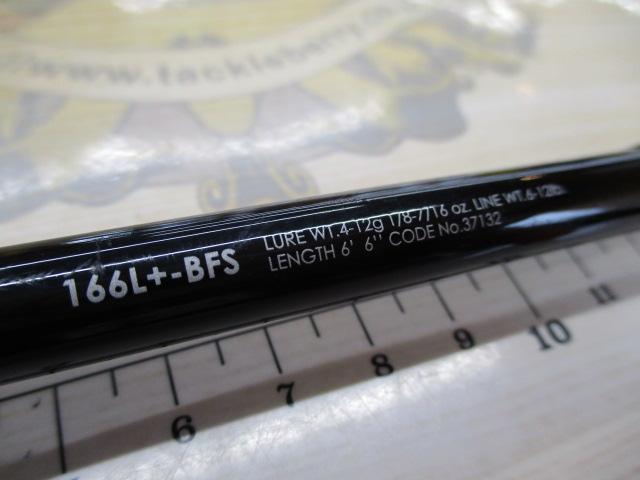 www.tackleberry.co
166L+-BFS
LURE WT.4-12g 1/8-7/16 oz. LINE WT.6-12lb
LENGTH 6' 6'' CODE No.37132
6 7 8 9 10 11